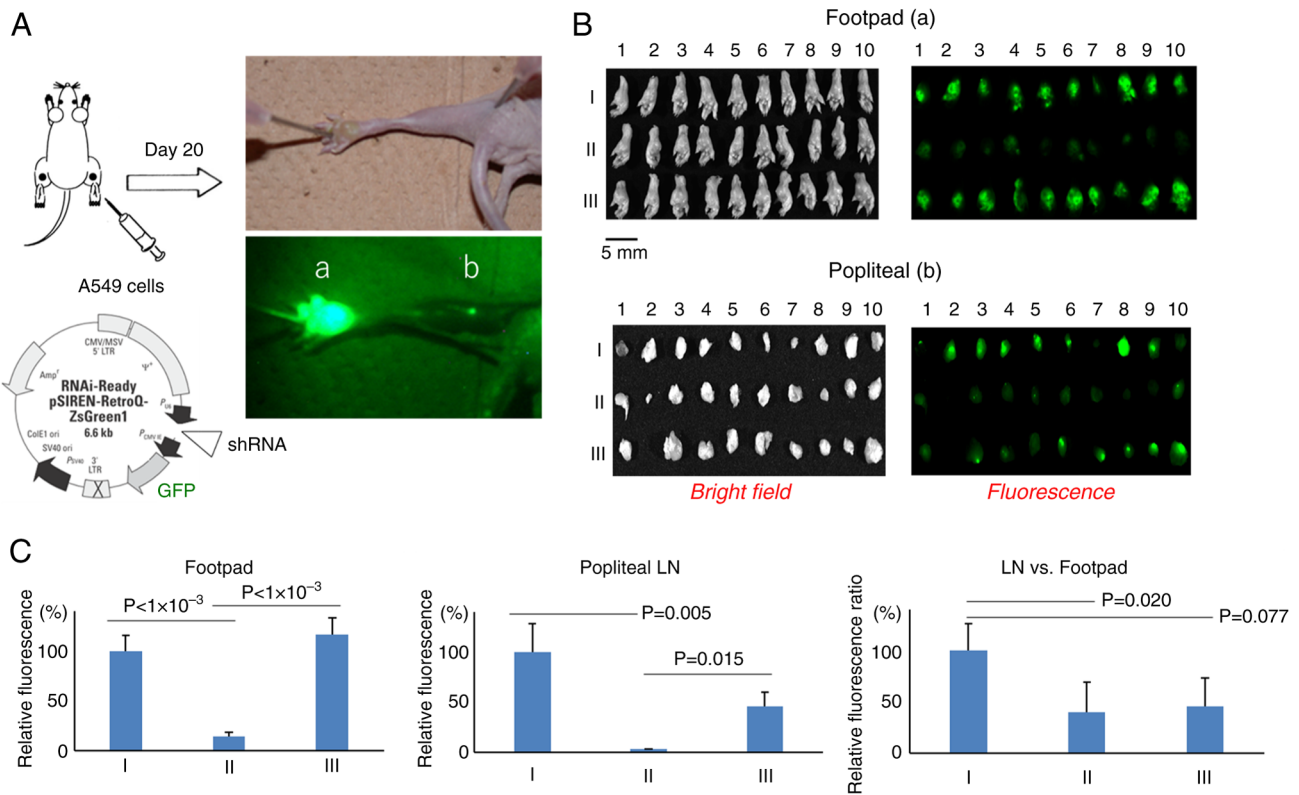 A
Day 20
A549 cells
CMV/MSV
5' LTR
Ψ⁺
Ampʳ
RNAi-Ready
pSIREN-RetroQ-
ZsGreen1
6.6 kb
P U6
P CMV IE
ColE1 ori
SV40 ori
P SV40
3'
LTR
X
shRNA
GFP
a
b
B
Footpad (a)
1 2 3 4 5 6 7 8 9 10
1 2 3 4 5 6 7 8 9 10
I
II
III
5 mm
Popliteal (b)
1 2 3 4 5 6 7 8 9 10
1 2 3 4 5 6 7 8 9 10
I
II
III
Bright field
Fluorescence
C
Footpad
(%)
Relative fluorescence
P<1×10⁻³
P<1×10⁻³
100
50
0
I II III
Popliteal LN
(%)
Relative fluorescence
P=0.005
P=0.015
100
50
0
I II III
LN vs. Footpad
(%)
Relative fluorescence ratio
P=0.020
P=0.077
100
50
0
I II III